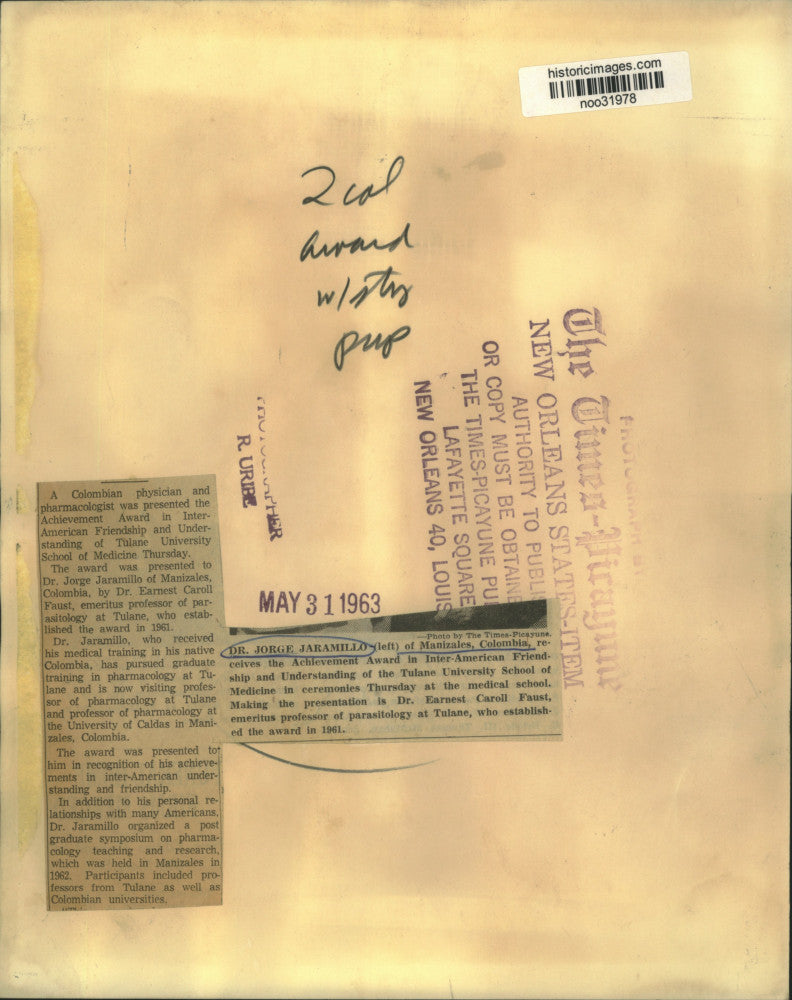 historicimages.com
noo31978
2 col
award
w/sty
pup
The Times-Picayune
NEW ORLEANS STATES-ITEM
AUTHORITY TO PUBLI
OR COPY MUST BE OBTAINE
THE TIMES-PICAYUNE PU
LAFAYETTE SQUARE
NEW ORLEANS 40, LOUIS
PHOTOGRAPHER
R. URIBE
MAY 31 1963
A Colombian physician and
pharmacologist was presented the
Achievement Award in Inter-
American Friendship and Under-
standing of Tulane University
School of Medicine Thursday.
The award was presented to
Dr. Jorge Jaramillo of Manizales,
Colombia, by Dr. Earnest Caroll
Faust, emeritus professor of par-
asitology at Tulane, who estab-
lished the award in 1961.
Dr. Jaramillo, who received
his medical training in his native
Colombia, has pursued graduate
training in pharmacology at Tu-
lane and is now visiting profes-
sor of pharmacology at Tulane
and professor of pharmacology at
the University of Caldas in Mani-
zales, Colombia.
The award was presented to
him in recognition of his achieve-
ments in inter-American under-
standing and friendship.
In addition to his personal re-
lationships with many Americans,
Dr. Jaramillo organized a post
graduate symposium on pharma-
cology teaching and research,
which was held in Manizales in
1962. Participants included pro-
fessors from Tulane as well as
Colombian universities.
—Photo by The Times-Picayune.
DR. JORGE JARAMILLO (left) of Manizales, Colombia, re-
ceives the Achievement Award in Inter-American Friend-
ship and Understanding of the Tulane University School of
Medicine in ceremonies Thursday at the medical school.
Making the presentation is Dr. Earnest Caroll Faust,
emeritus professor of parasitology at Tulane, who establish-
ed the award in 1961.